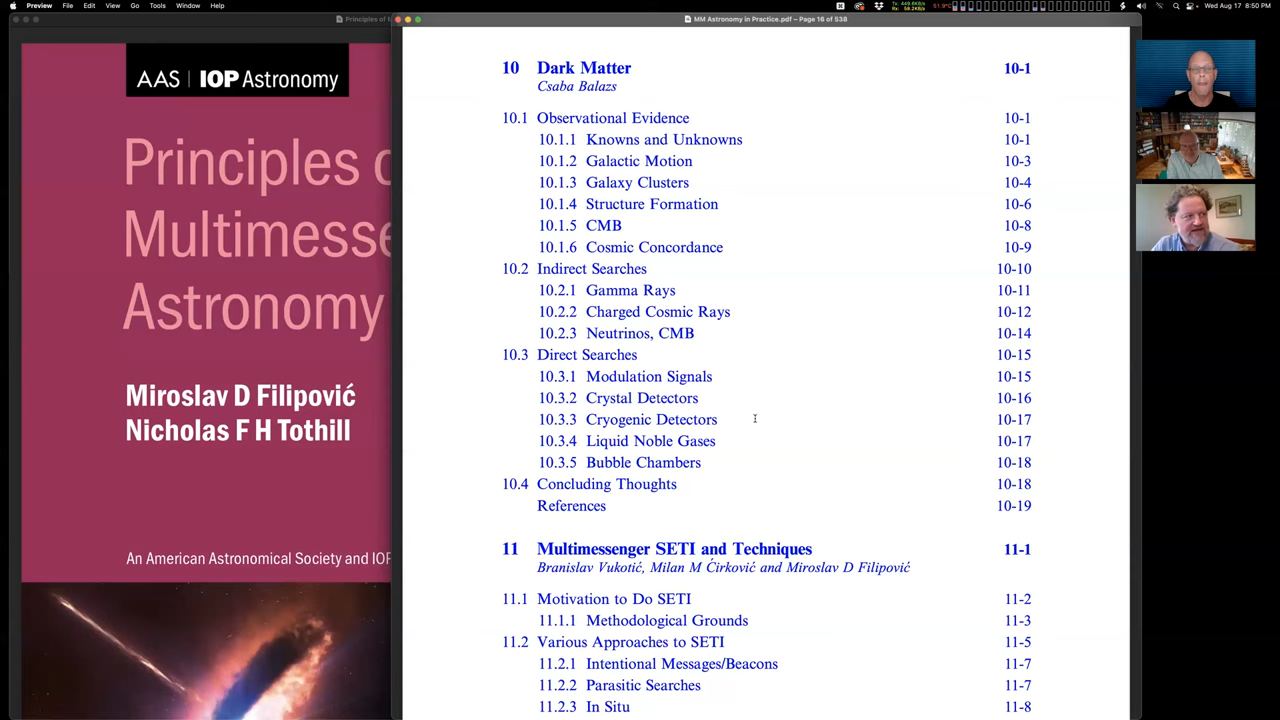 Preview File Edit View Go Tools Window Help
Wed Aug 17 8:50 PM
Principles of
MM Astronomy in Practice.pdf – Page 16 of 538
AAS | IOP Astronomy
Principles o
Multimesse
Astronomy
Miroslav D Filipović
Nicholas F H Tothill
An American Astronomical Society and IOP
10 Dark Matter 10-1
Csaba Balazs
10.1 Observational Evidence 10-1
10.1.1 Knowns and Unknowns 10-1
10.1.2 Galactic Motion 10-3
10.1.3 Galaxy Clusters 10-4
10.1.4 Structure Formation 10-6
10.1.5 CMB 10-8
10.1.6 Cosmic Concordance 10-9
10.2 Indirect Searches 10-10
10.2.1 Gamma Rays 10-11
10.2.2 Charged Cosmic Rays 10-12
10.2.3 Neutrinos, CMB 10-14
10.3 Direct Searches 10-15
10.3.1 Modulation Signals 10-15
10.3.2 Crystal Detectors 10-16
10.3.3 Cryogenic Detectors 10-17
10.3.4 Liquid Noble Gases 10-17
10.3.5 Bubble Chambers 10-18
10.4 Concluding Thoughts 10-18
References 10-19
11 Multimessenger SETI and Techniques 11-1
Branislav Vukotić, Milan M Ćirković and Miroslav D Filipović
11.1 Motivation to Do SETI 11-2
11.1.1 Methodological Grounds 11-3
11.2 Various Approaches to SETI 11-5
11.2.1 Intentional Messages/Beacons 11-7
11.2.2 Parasitic Searches 11-7
11.2.3 In Situ 11-8